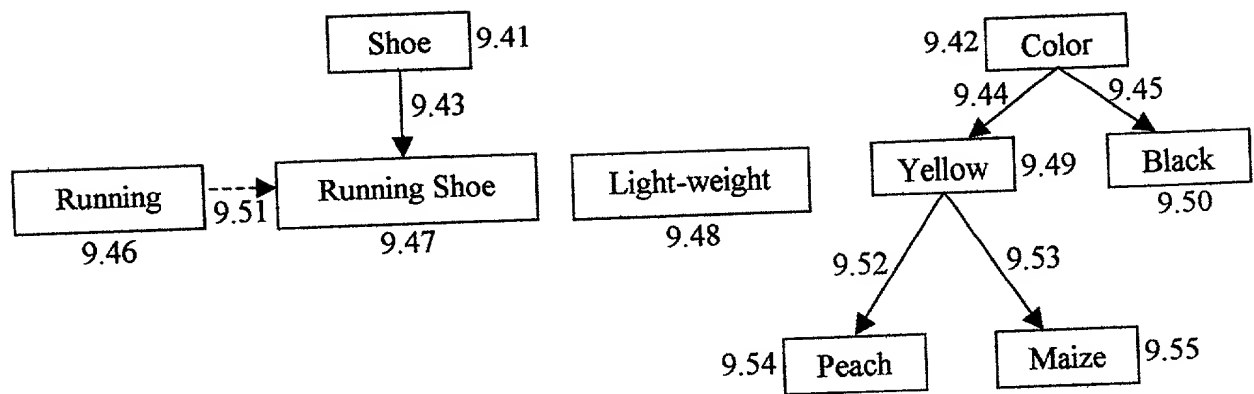 Shoe 9.41
9.42 Color
9.43
9.44 9.45
Running
Running Shoe
Light-weight
Yellow 9.49
Black
9.51
9.46
9.47
9.48
9.50
9.52 9.53
9.54 Peach
Maize 9.55